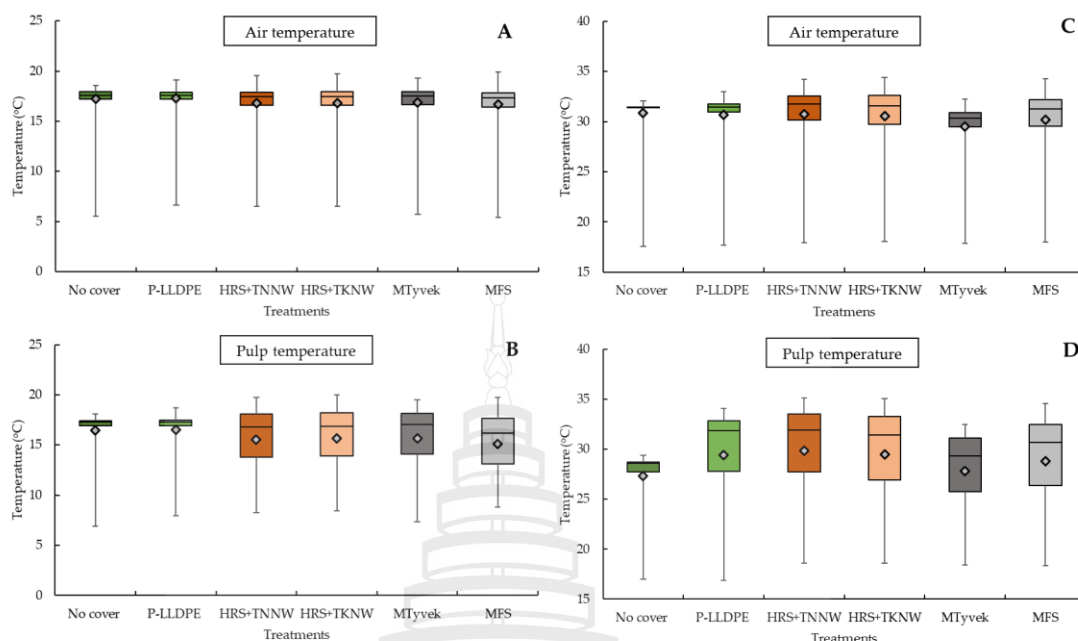 Air temperature
A
Temperature (°C)
25
20
15
10
5
0
No cover
P-LLDPE
HRS+TNNW
HRS+TKNW
MTyvek
MFS
Treatments
Air temperature
C
Temperature (°C)
40
35
30
25
20
15
No cover
P-LLDPE
HRS+TNNW
HRS+TKNW
MTyvek
MFS
Treatmens
Pulp temperature
B
Temperature (°C)
25
20
15
10
5
0
No cover
P-LLDPE
HRS+TNNW
HRS+TKNW
MTyvek
MFS
Treatments
Pulp temperature
D
Temperature (°C)
40
35
30
25
20
15
No cover
P-LLDPE
HRS+TNNW
HRS+TKNW
MTyvek
MFS
Treatments